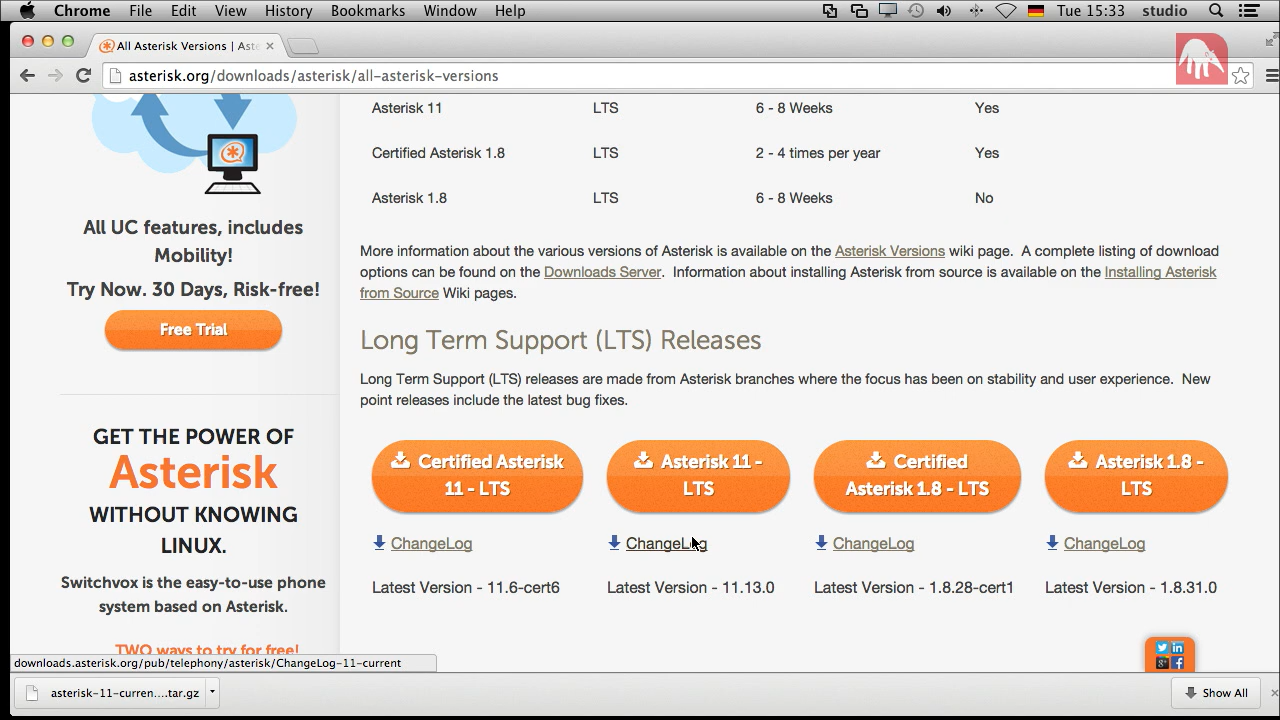 Chrome File Edit View History Bookmarks Window Help Tue 15:33 studio
All Asterisk Versions | Aste
asterisk.org/downloads/asterisk/all-asterisk-versions
Asterisk 11 LTS 6 - 8 Weeks Yes
Certified Asterisk 1.8 LTS 2 - 4 times per year Yes
Asterisk 1.8 LTS 6 - 8 Weeks No
All UC features, includes
Mobility!
Try Now. 30 Days, Risk-free!
Free Trial
GET THE POWER OF
Asterisk
WITHOUT KNOWING
LINUX.
Switchvox is the easy-to-use phone
system based on Asterisk.
TWO ways to try for free!
More information about the various versions of Asterisk is available on the Asterisk Versions wiki page. A complete listing of download
options can be found on the Downloads Server. Information about installing Asterisk from source is available on the Installing Asterisk
from Source Wiki pages.
Long Term Support (LTS) Releases
Long Term Support (LTS) releases are made from Asterisk branches where the focus has been on stability and user experience. New
point releases include the latest bug fixes.
Certified Asterisk
11 - LTS
Asterisk 11 -
LTS
Certified
Asterisk 1.8 - LTS
Asterisk 1.8 -
LTS
ChangeLog ChangeLog ChangeLog ChangeLog
Latest Version - 11.6-cert6 Latest Version - 11.13.0 Latest Version - 1.8.28-cert1 Latest Version - 1.8.31.0
downloads.asterisk.org/pub/telephony/asterisk/ChangeLog-11-current
asterisk-11-curren....tar.gz Show All